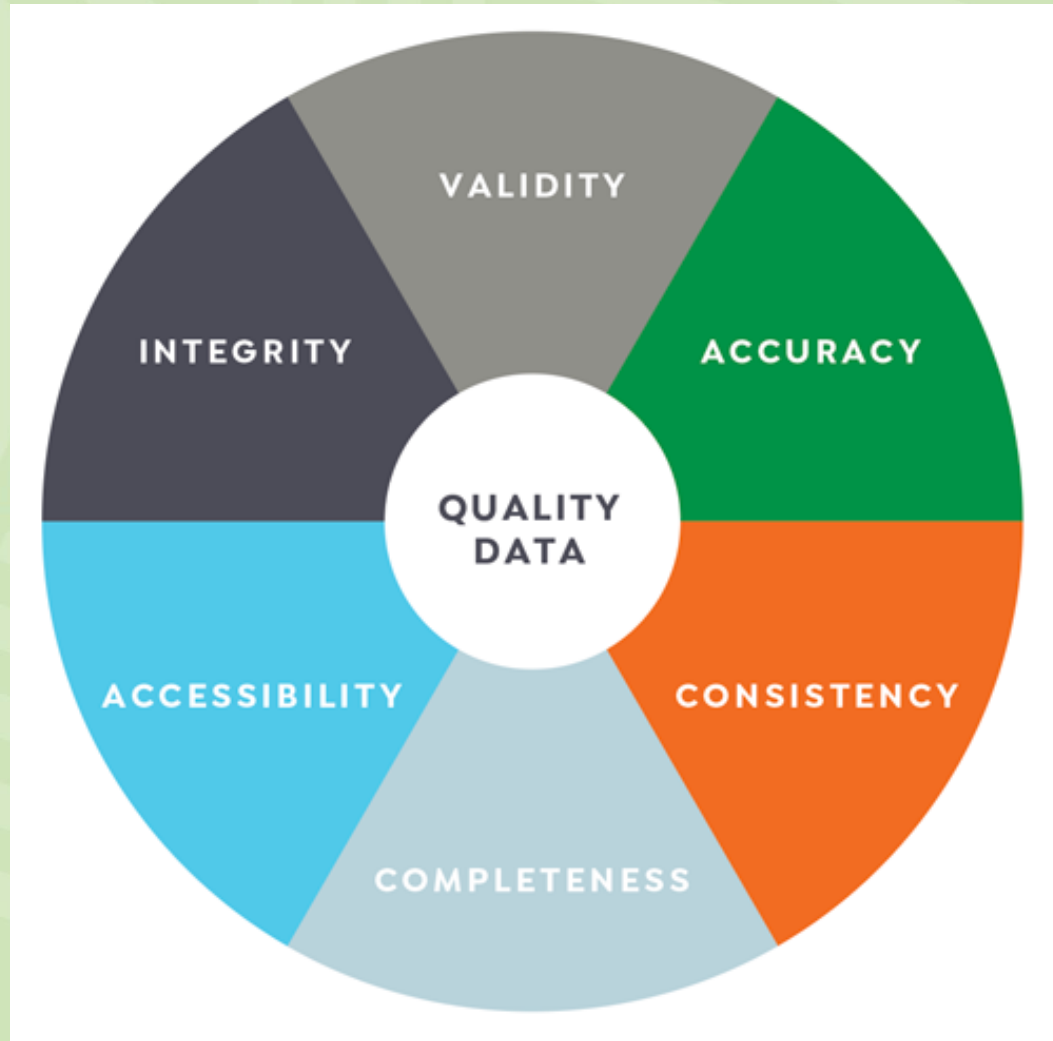 VALIDITY
INTEGRITY
ACCURACY
QUALITY
DATA
ACCESSIBILITY
CONSISTENCY
COMPLETENESS